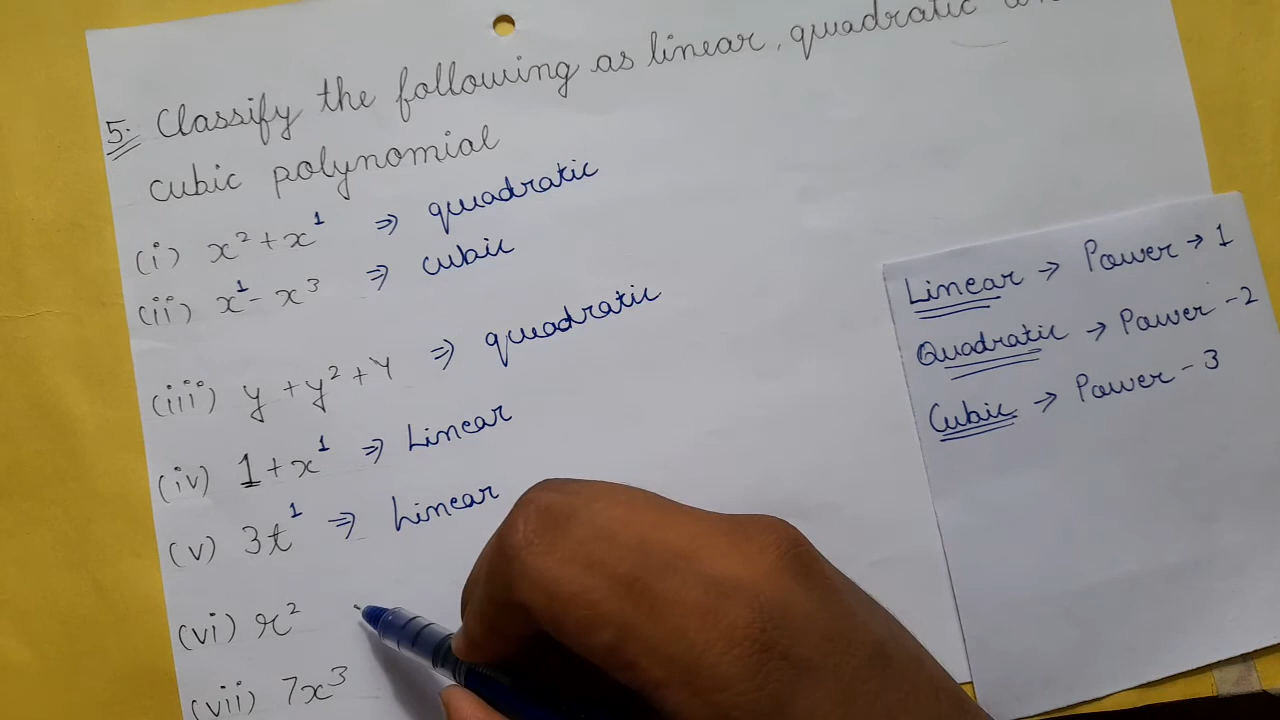 5. Classify the following as linear, quadratic
cubic polynomial
(i) x² + x¹ ⇒ quadratic
(ii) x¹ - x³ ⇒ cubic
(iii) y + y² + 4 ⇒ quadratic
(iv) 1 + x¹ ⇒ Linear
(v) 3t¹ ⇒ Linear
(vi) r²
(vii) 7x³
Linear → Power → 1
Quadratic → Power - 2
Cubic → Power - 3